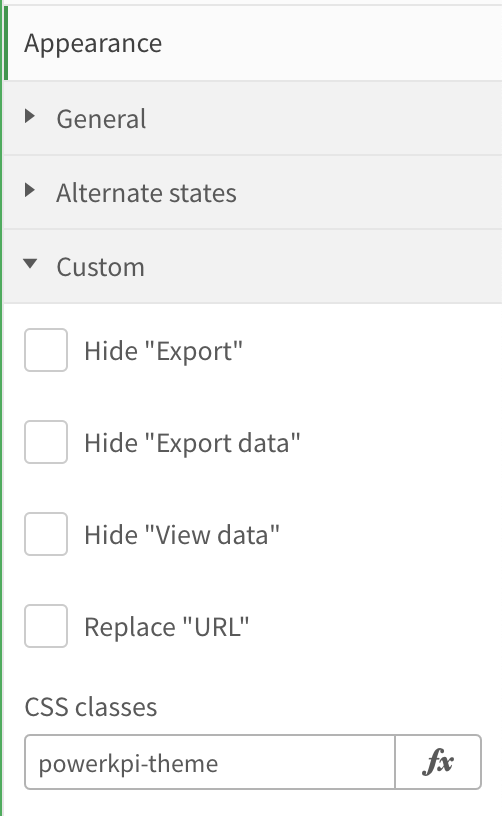 Appearance
General
Alternate states
Custom
Hide "Export"
Hide "Export data"
Hide "View data"
Replace "URL"
CSS classes
powerkpi-theme fx